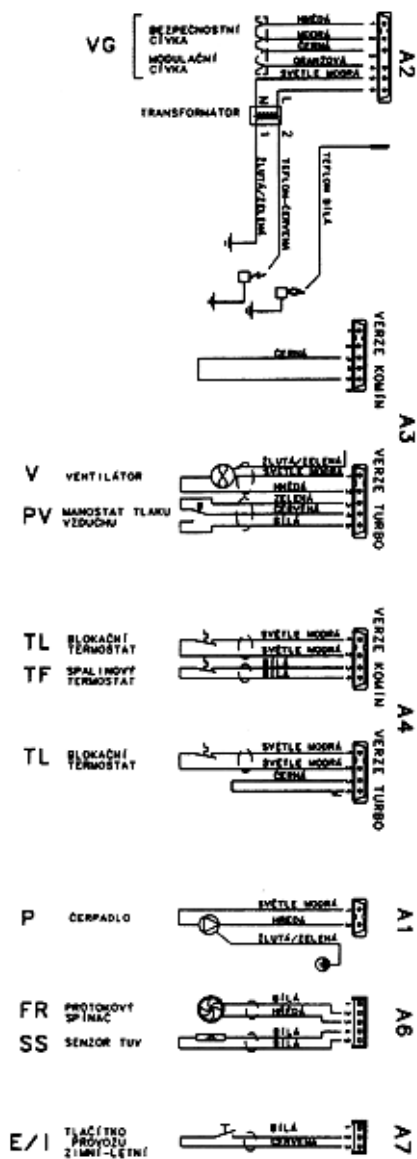 A2
VG
BEZPEČNOSTNÍ
CÍVKA
MODULAČNÍ
CÍVKA
HNĚDÁ
MODRÁ
ČERNÁ
ORANŽOVÁ
SVĚTLE MODRÁ
TRANSFORMÁTOR
N
L
1
2
ŽLUTÁ/ZELENÁ
TEFLON-ČERVENÁ
TEFLON BÍLÁ
A3
VERZE KOMÍN
ČERNÁ
VERZE TURBO
V
VENTILÁTOR
ŽLUTÁ/ZELENÁ
SVĚTLE MODRÁ
HNĚDÁ
PV
MANOSTAT TLAKU
VZDUCHU
ZELENÁ
ČERVENÁ
BÍLÁ
A4
VERZE KOMÍN
TL
BLOKAČNÍ
TERMOSTAT
SVĚTLE MODRÁ
SVĚTLE MODRÁ
TF
SPALINOVÝ
TERMOSTAT
BÍLÁ
BÍLÁ
VERZE TURBO
TL
BLOKAČNÍ
TERMOSTAT
SVĚTLE MODRÁ
SVĚTLE MODRÁ
ČERNÁ
A1
P
ČERPADLO
SVĚTLE MODRÁ
HNĚDÁ
ŽLUTÁ/ZELENÁ
A6
FR
PRŮTOKOVÝ
SPÍNAČ
BÍLÁ
HNĚDÁ
SS
SENZOR TUV
BÍLÁ
BÍLÁ
A7
E/I
TLAČÍTKO
PROVOZU
ZIMNÍ-LETNÍ
BÍLÁ
ČERVENÁ